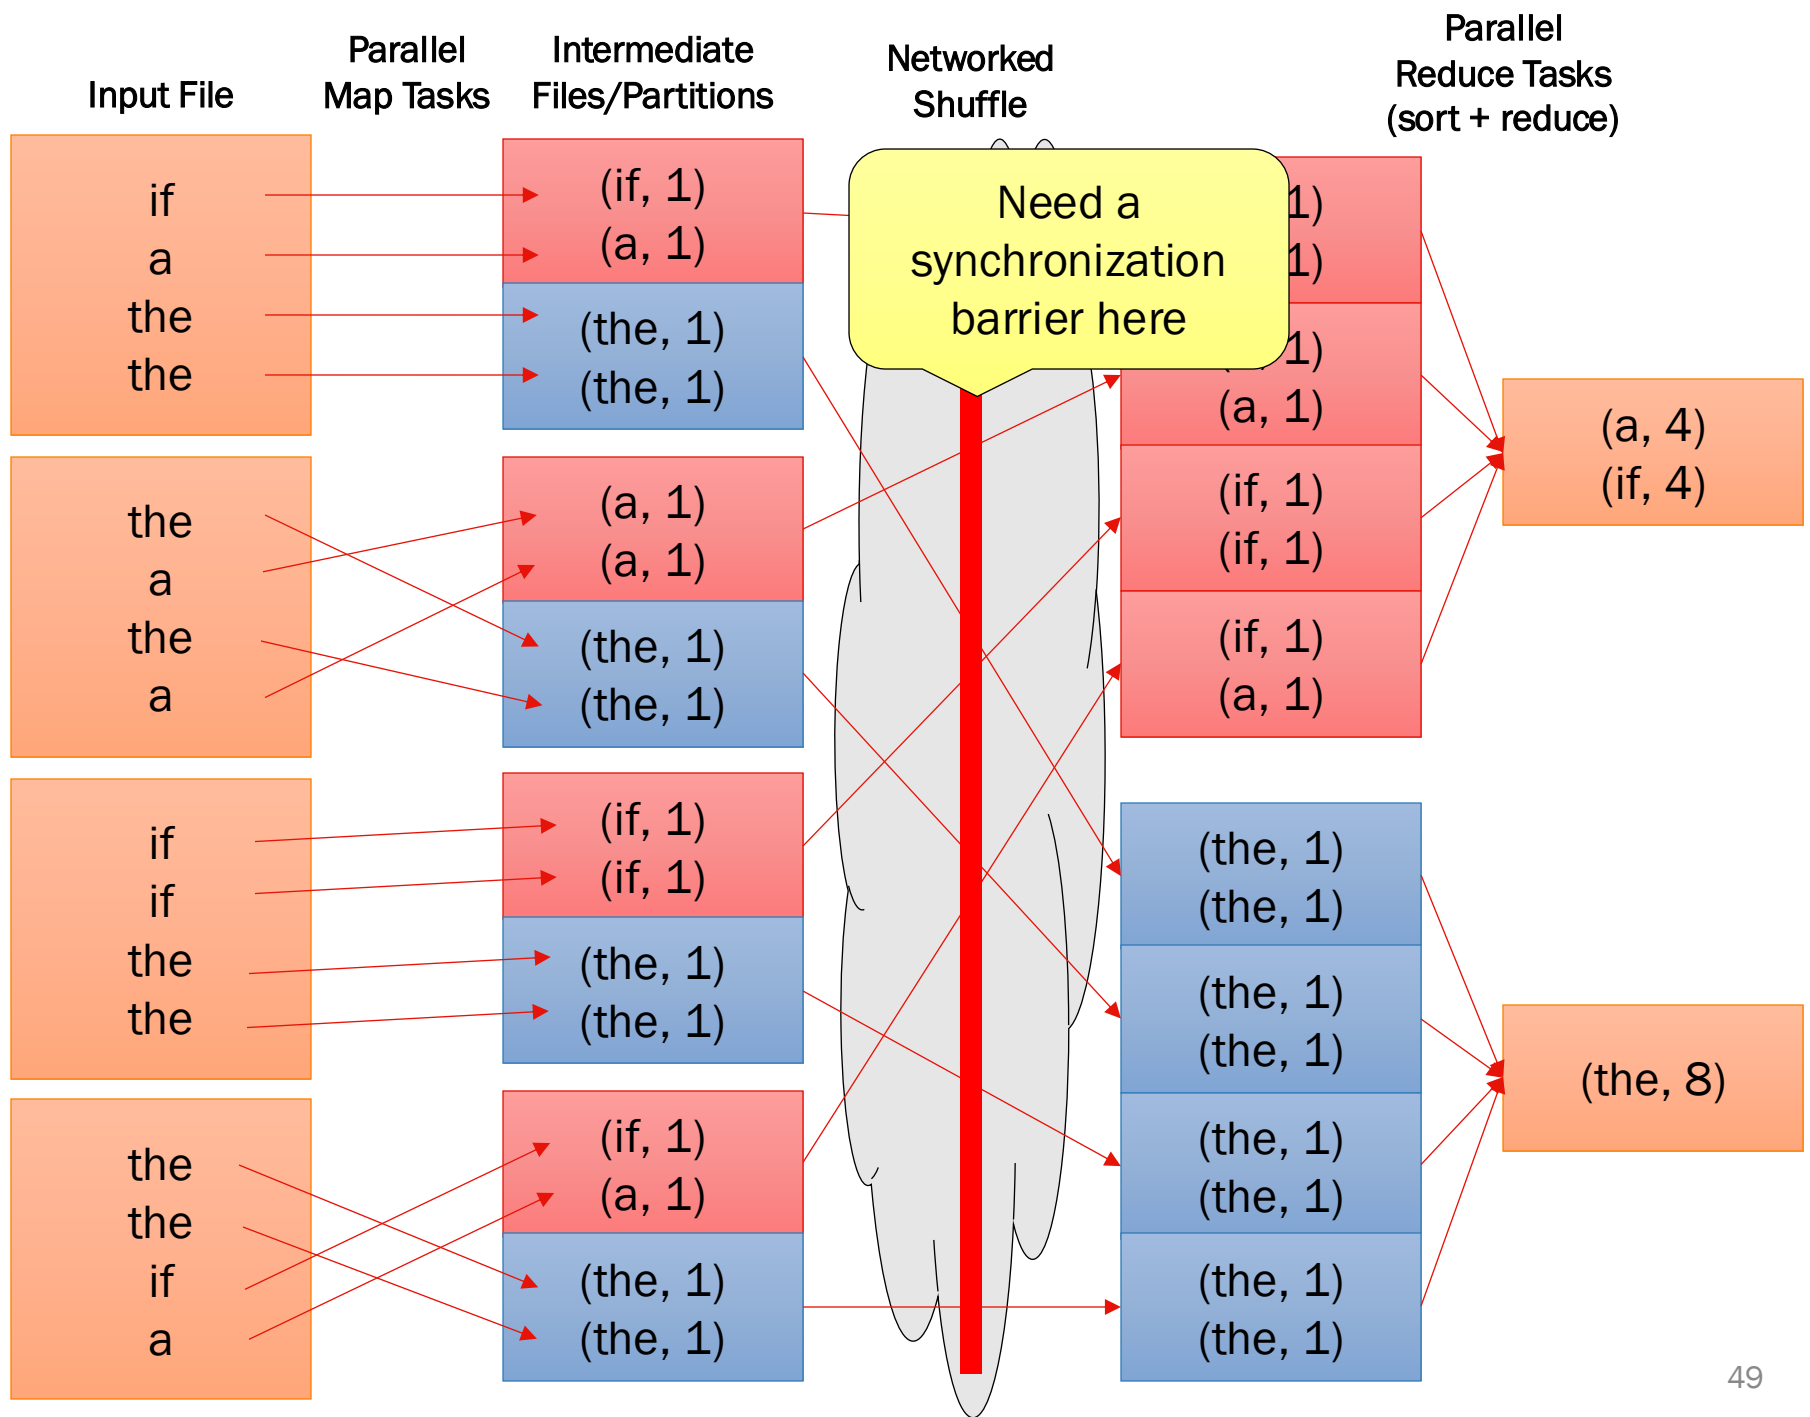 Input File
Parallel
Map Tasks
Intermediate
Files/Partitions
Networked
Shuffle
Parallel
Reduce Tasks
(sort + reduce)
if
a
the
the
the
a
the
a
if
if
the
the
the
the
if
a
(if, 1)
(a, 1)
(the, 1)
(the, 1)
(a, 1)
(a, 1)
(the, 1)
(the, 1)
(if, 1)
(if, 1)
(the, 1)
(the, 1)
(if, 1)
(a, 1)
(the, 1)
(the, 1)
Need a
synchronization
barrier here
1)
1)
1)
(a, 1)
(if, 1)
(if, 1)
(if, 1)
(a, 1)
(the, 1)
(the, 1)
(the, 1)
(the, 1)
(the, 1)
(the, 1)
(the, 1)
(the, 1)
(a, 4)
(if, 4)
(the, 8)
49